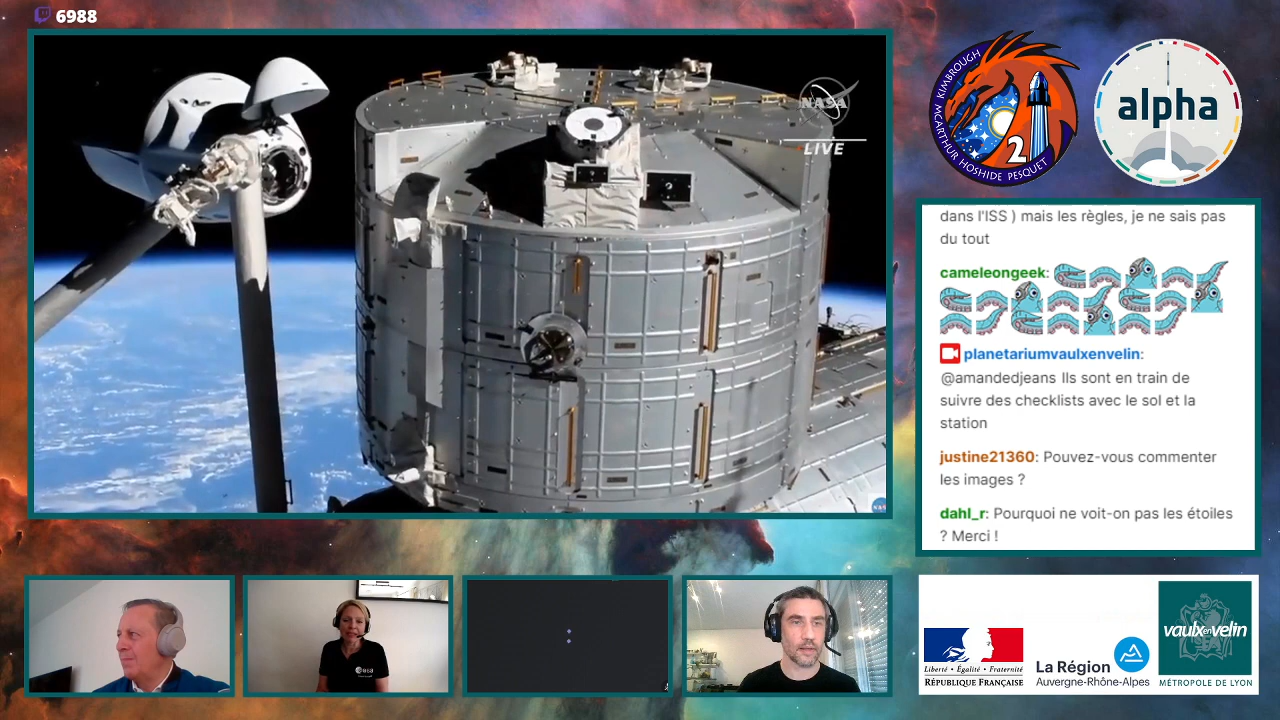 6988
NASA
LIVE
KIMBROUGH
MCARTHUR HOSHIDE PESQUET
2
alpha
dans l'ISS ) mais les règles, je ne sais pas
du tout
cameleongeek:
planetariumvaulxenvelin:
@amandedjeans Ils sont en train de
suivre des checklists avec le sol et la
station
justine21360: Pouvez-vous commenter
les images ?
dahl_r: Pourquoi ne voit-on pas les étoiles
? Merci !
esa
Liberté • Égalité • Fraternité
RÉPUBLIQUE FRANÇAISE
La Région
Auvergne-Rhône-Alpes
vaulx en velin
MÉTROPOLE DE LYON